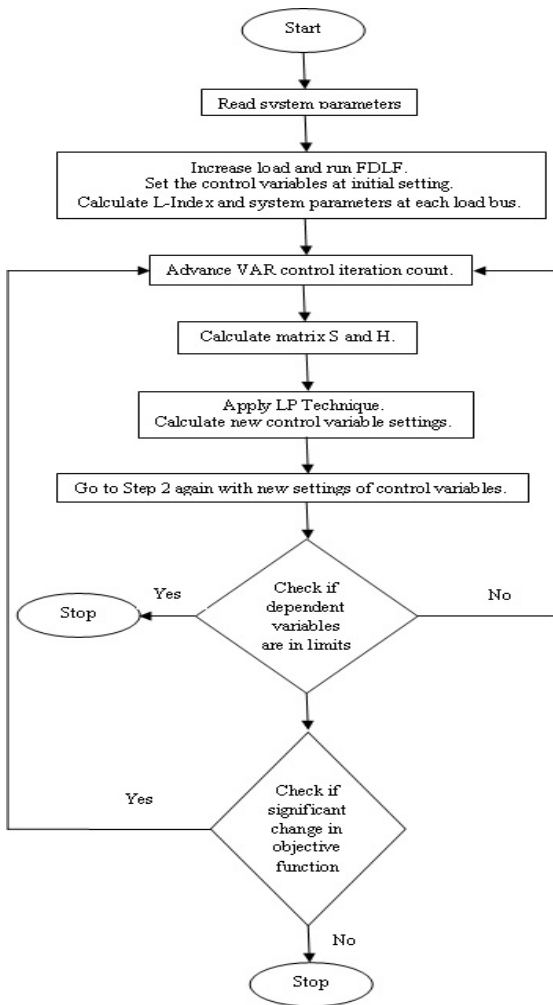 Start
Read system parameters
Increase load and run FDLF.
Set the control variables at initial setting.
Calculate L-Index and system parameters at each load bus.
Advance VAR control iteration count.
Calculate matrix S and H.
Apply LP Technique.
Calculate new control variable settings.
Go to Step 2 again with new settings of control variables.
Yes
Check if
dependent
variables
are in limits
No
Stop
Yes
Check if
significant
change in
objective
function
No
Stop